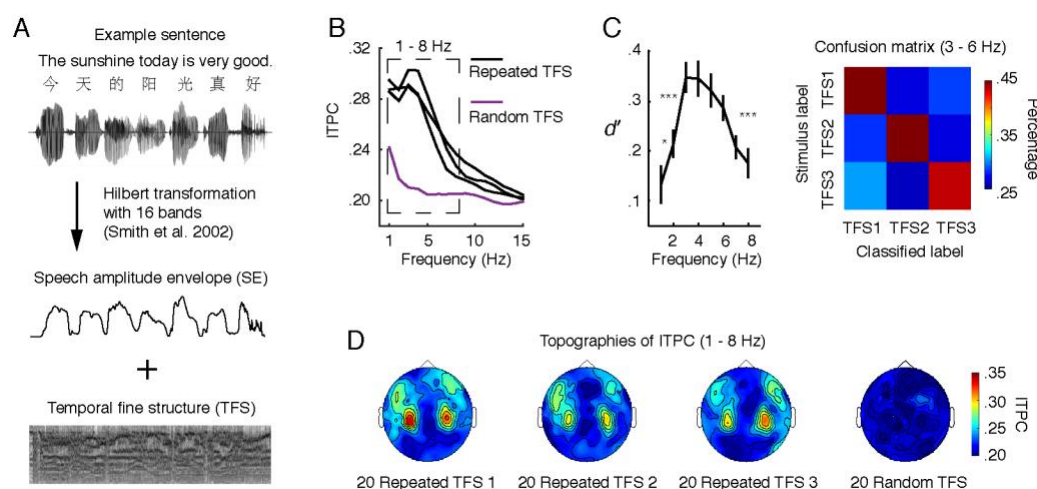 A
Example sentence
The sunshine today is very good.
今 天 的 阳 光 真 好
Hilbert transformation
with 16 bands
(Smith et al. 2002)
Speech amplitude envelope (SE)
+
Temporal fine structure (TFS)
B
1 - 8 Hz
.32
.28
.24
.20
ITPC
Repeated TFS
Random TFS
1 5 10 15
Frequency (Hz)
C
.4
.3
.2
.1
d'
***
*
***
2 4 6 8
Frequency (Hz)
Confusion matrix (3 - 6 Hz)
Stimulus label
TFS1
TFS2
TFS3
TFS1 TFS2 TFS3
Classified label
.45
.35
.25
Percentage
D
Topographies of ITPC (1 - 8 Hz)
20 Repeated TFS 1
20 Repeated TFS 2
20 Repeated TFS 3
20 Random TFS
.35
.30
.25
.20
ITPC